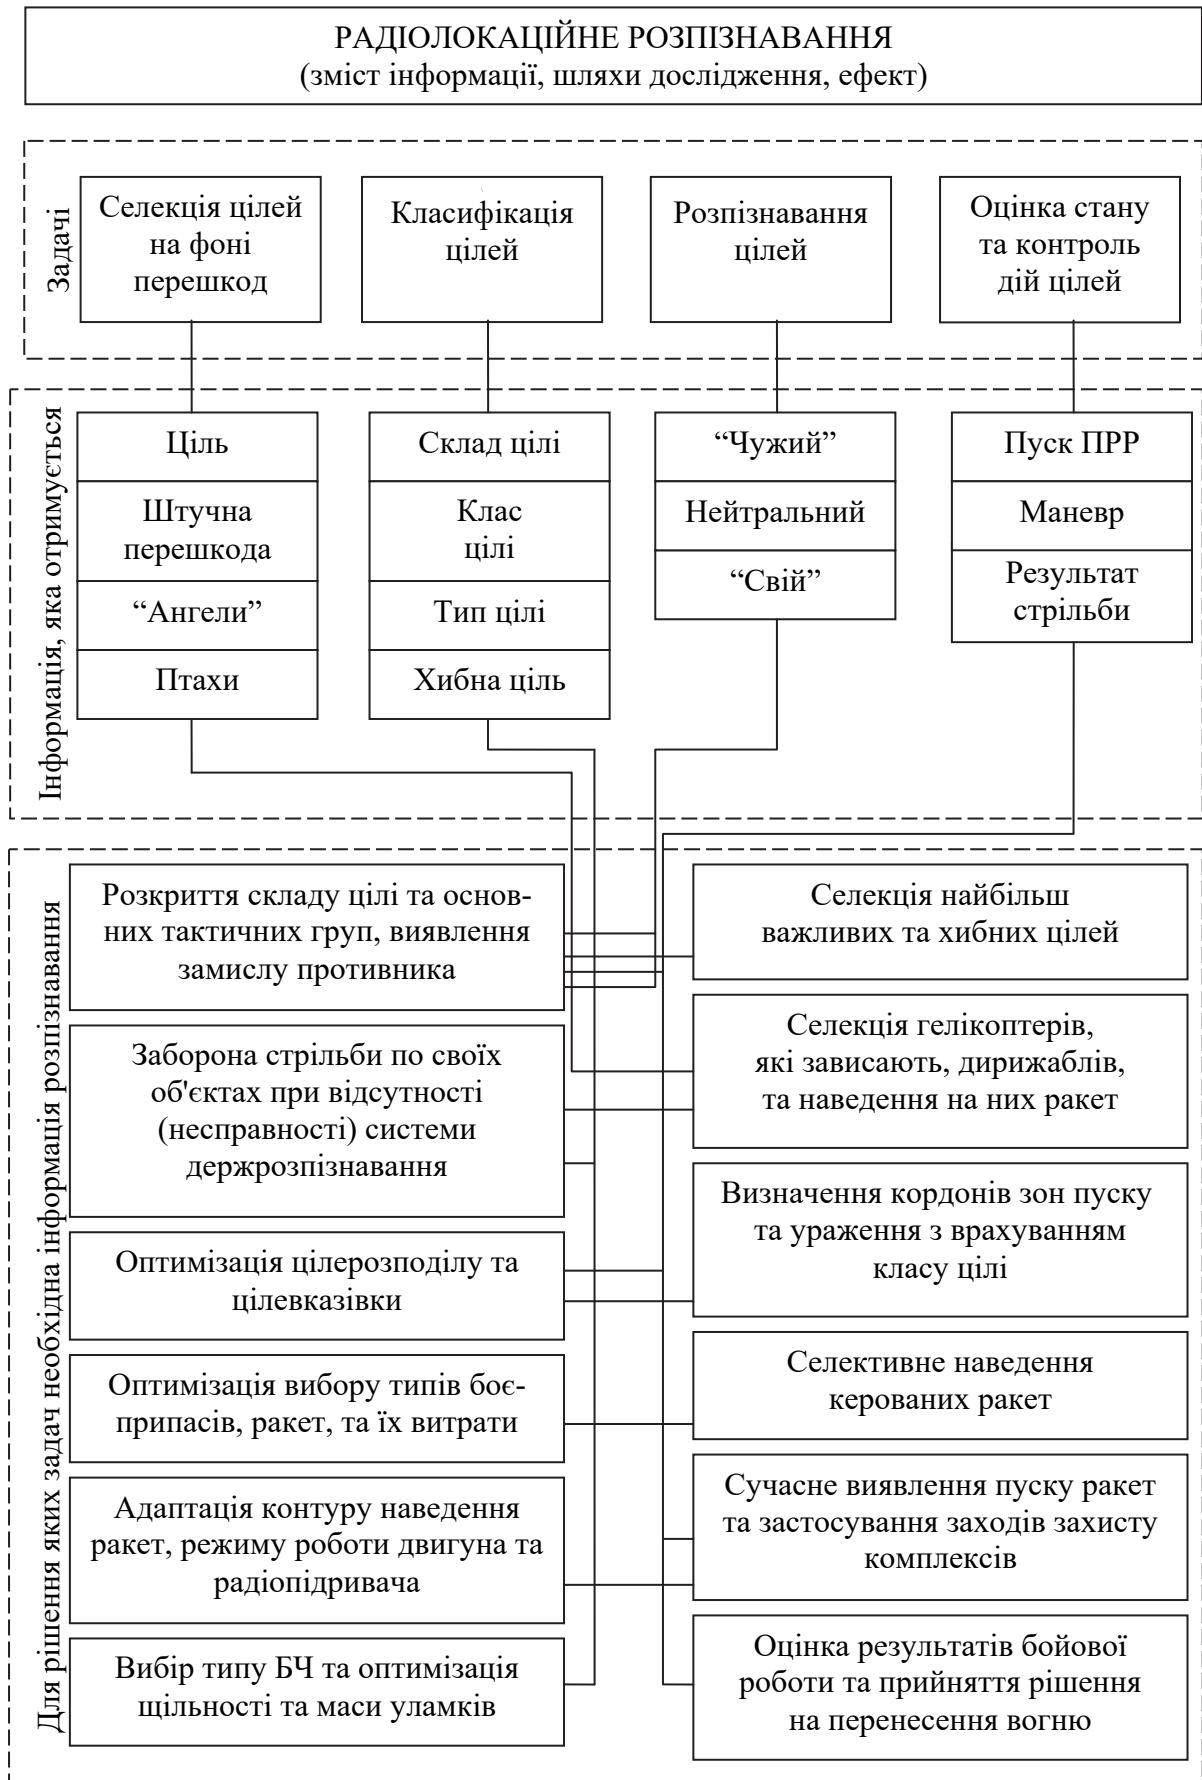 РАДІОЛОКАЦІЙНЕ РОЗПІЗНАВАННЯ
(зміст інформації, шляхи дослідження, ефект)
Задачі
Селекція цілей
на фоні
перешкод
Класифікація
цілей
Розпізнавання
цілей
Оцінка стану
та контроль
дій цілей
Інформація, яка отримується
Ціль
Штучна
перешкода
“Ангели”
Птахи
Склад цілі
Клас
цілі
Тип цілі
Хибна ціль
“Чужий”
Нейтральний
“Свій”
Пуск ПРР
Маневр
Результат
стрільби
Для рішення яких задач необхідна інформація розпізнавання
Розкриття складу цілі та основ-
них тактичних груп, виявлення
замислу противника
Заборона стрільби по своїх
об'єктах при відсутності
(несправності) системи
держрозпізнавання
Оптимізація цілерозподілу та
цілевказівки
Оптимізація вибору типів боє-
припасів, ракет, та їх витрати
Адаптація контуру наведення
ракет, режиму роботи двигуна та
радіопідривача
Вибір типу БЧ та оптимізація
щільності та маси уламків
Селекція найбільш
важливих та хибних цілей
Селекція гелікоптерів,
які зависають, дирижаблів,
та наведення на них ракет
Визначення кордонів зон пуску
та ураження з врахуванням
класу цілі
Селективне наведення
керованих ракет
Сучасне виявлення пуску ракет
та застосування заходів захисту
комплексів
Оцінка результатів бойової
роботи та прийняття рішення
на перенесення вогню